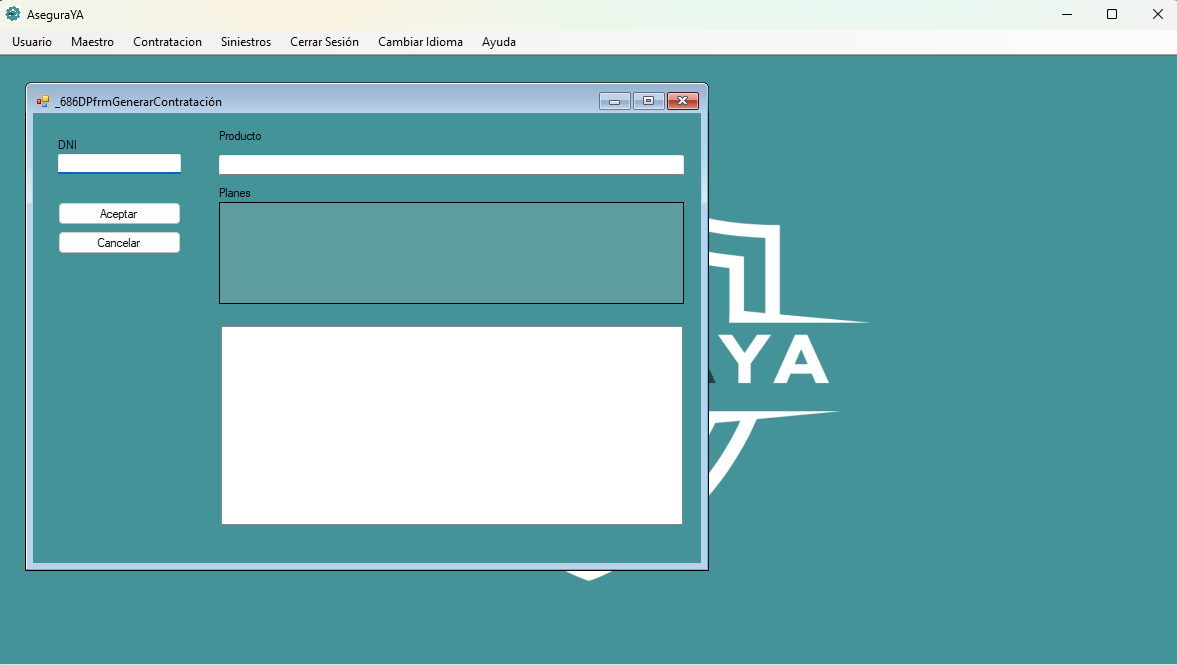 AseguraYA
Usuario Maestro Contratacion Siniestros Cerrar Sesión Cambiar Idioma Ayuda
_686DPfrmGenerarContratación
DNI
Producto
Planes
Aceptar
Cancelar
YA